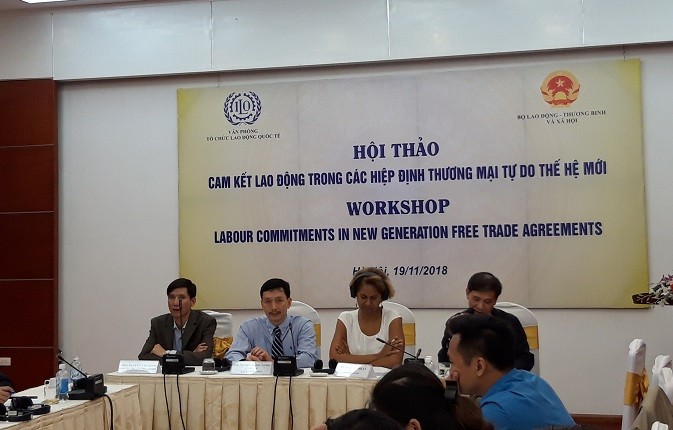 ILO
VĂN PHÒNG
TỔ CHỨC LAO ĐỘNG QUỐC TẾ
BỘ LAO ĐỘNG - THƯƠNG BINH
VÀ XÃ HỘI
HỘI THẢO
CAM KẾT LAO ĐỘNG TRONG CÁC HIỆP ĐỊNH THƯƠNG MẠI TỰ DO THẾ HỆ MỚI
WORKSHOP
LABOUR COMMITMENTS IN NEW GENERATION FREE TRADE AGREEMENTS
Hà Nội, 19/11/2018